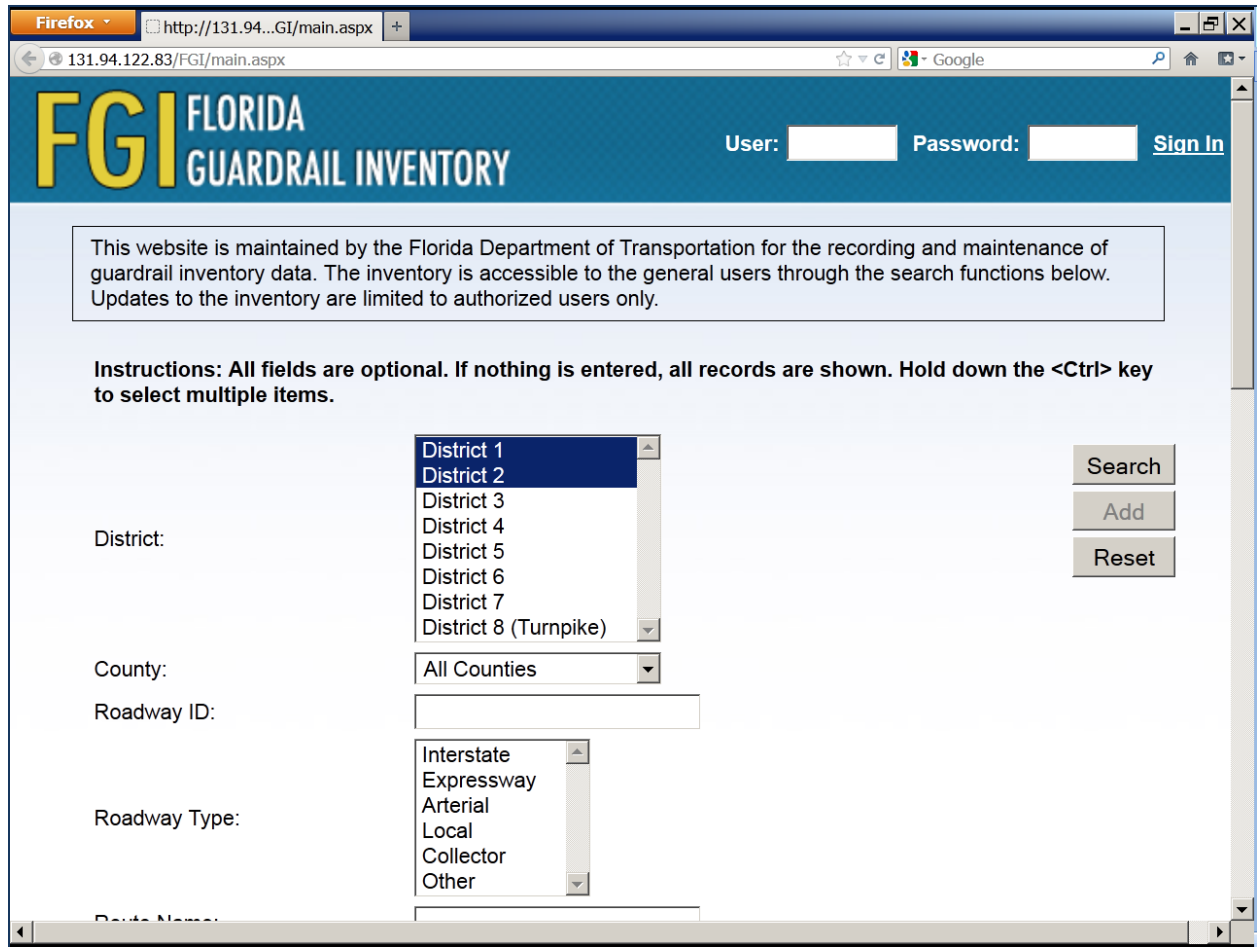 Firefox
http://131.94...GI/main.aspx
+
131.94.122.83/FGI/main.aspx
Google
FGI FLORIDA
GUARDRAIL INVENTORY
User:
Password:
Sign In
This website is maintained by the Florida Department of Transportation for the recording and maintenance of
guardrail inventory data. The inventory is accessible to the general users through the search functions below.
Updates to the inventory are limited to authorized users only.
Instructions: All fields are optional. If nothing is entered, all records are shown. Hold down the <Ctrl> key
to select multiple items.
District:
District 1
District 2
District 3
District 4
District 5
District 6
District 7
District 8 (Turnpike)
Search
Add
Reset
County:
All Counties
Roadway ID:
Roadway Type:
Interstate
Expressway
Arterial
Local
Collector
Other
Route Name: